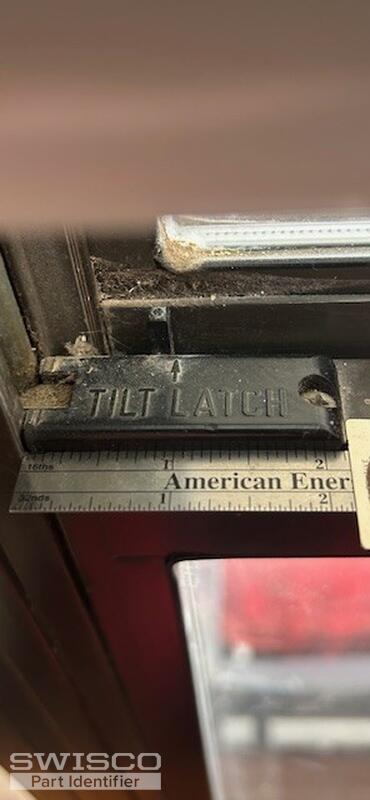 TILT LATCH
16ths 1 2
American Ener
32nds 1 2
SWISCO
Part Identifier